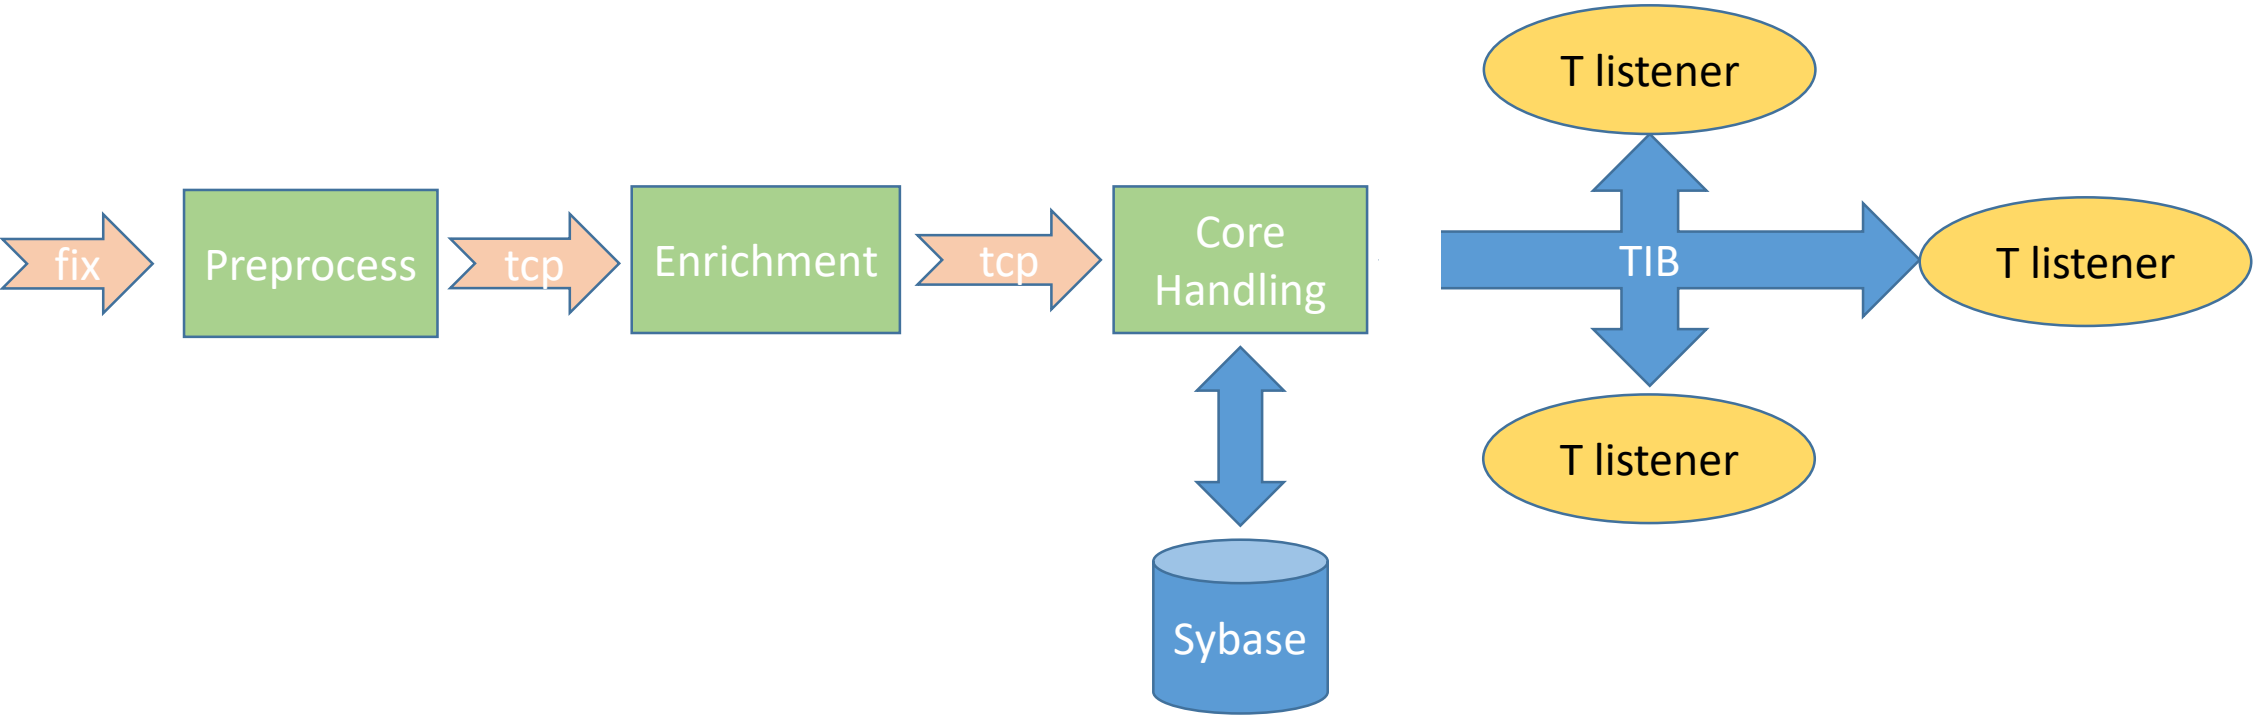 T listener
fix
Preprocess
tcp
Enrichment
tcp
Core
Handling
TIB
T listener
T listener
Sybase